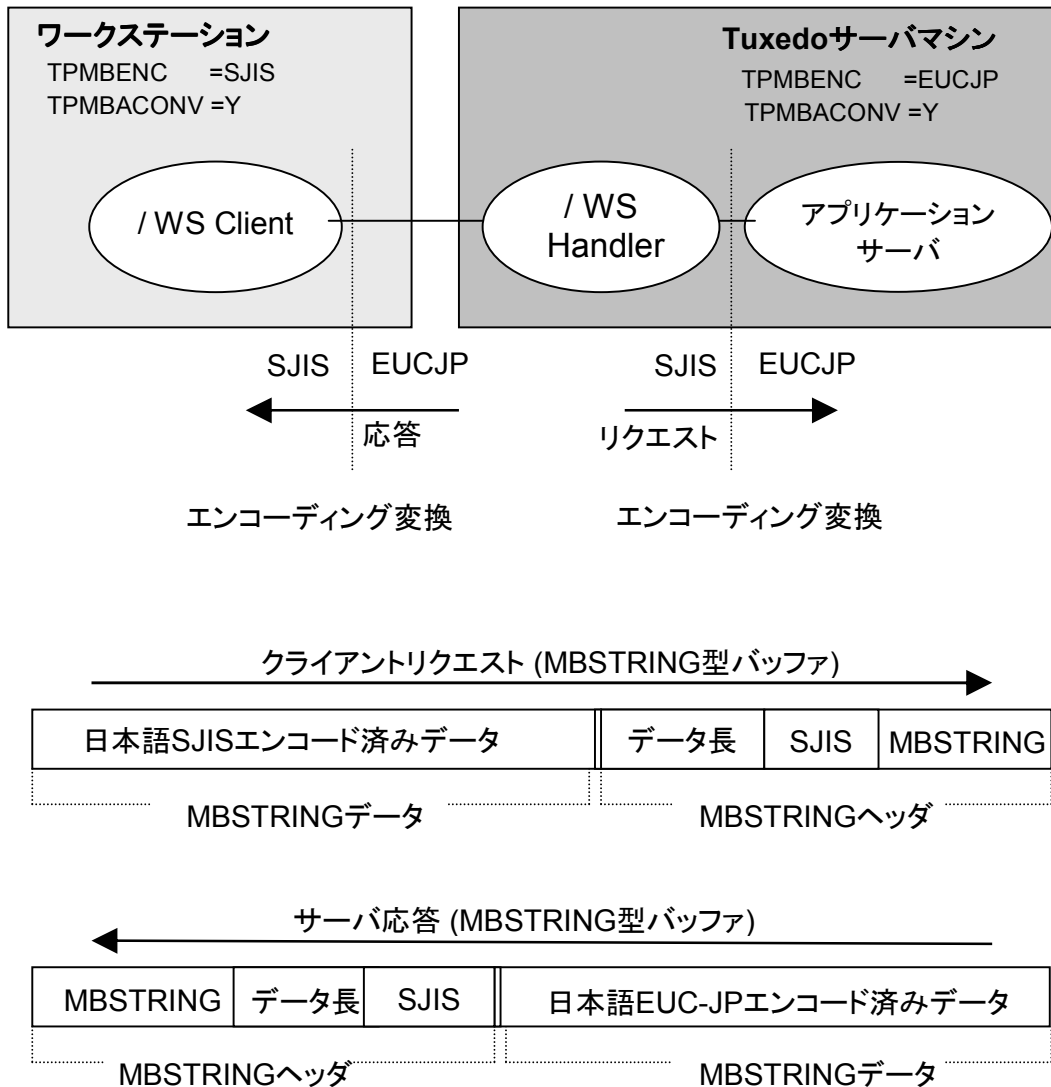 ワークステーション
TPMBENC =SJIS
TPMBACONV =Y
Tuxedoサーバマシン
TPMBENC =EUCJP
TPMBACONV =Y
/ WS Client
/ WS
Handler
アプリケーション
サーバ
SJIS EUCJP
応答
エンコーディング変換
SJIS EUCJP
リクエスト
エンコーディング変換
クライアントリクエスト (MBSTRING型バッファ)
日本語SJISエンコード済みデータ データ長 SJIS MBSTRING
MBSTRINGデータ MBSTRINGヘッダ
サーバ応答 (MBSTRING型バッファ)
MBSTRING データ長 SJIS 日本語EUC-JPエンコード済みデータ
MBSTRINGヘッダ MBSTRINGデータ